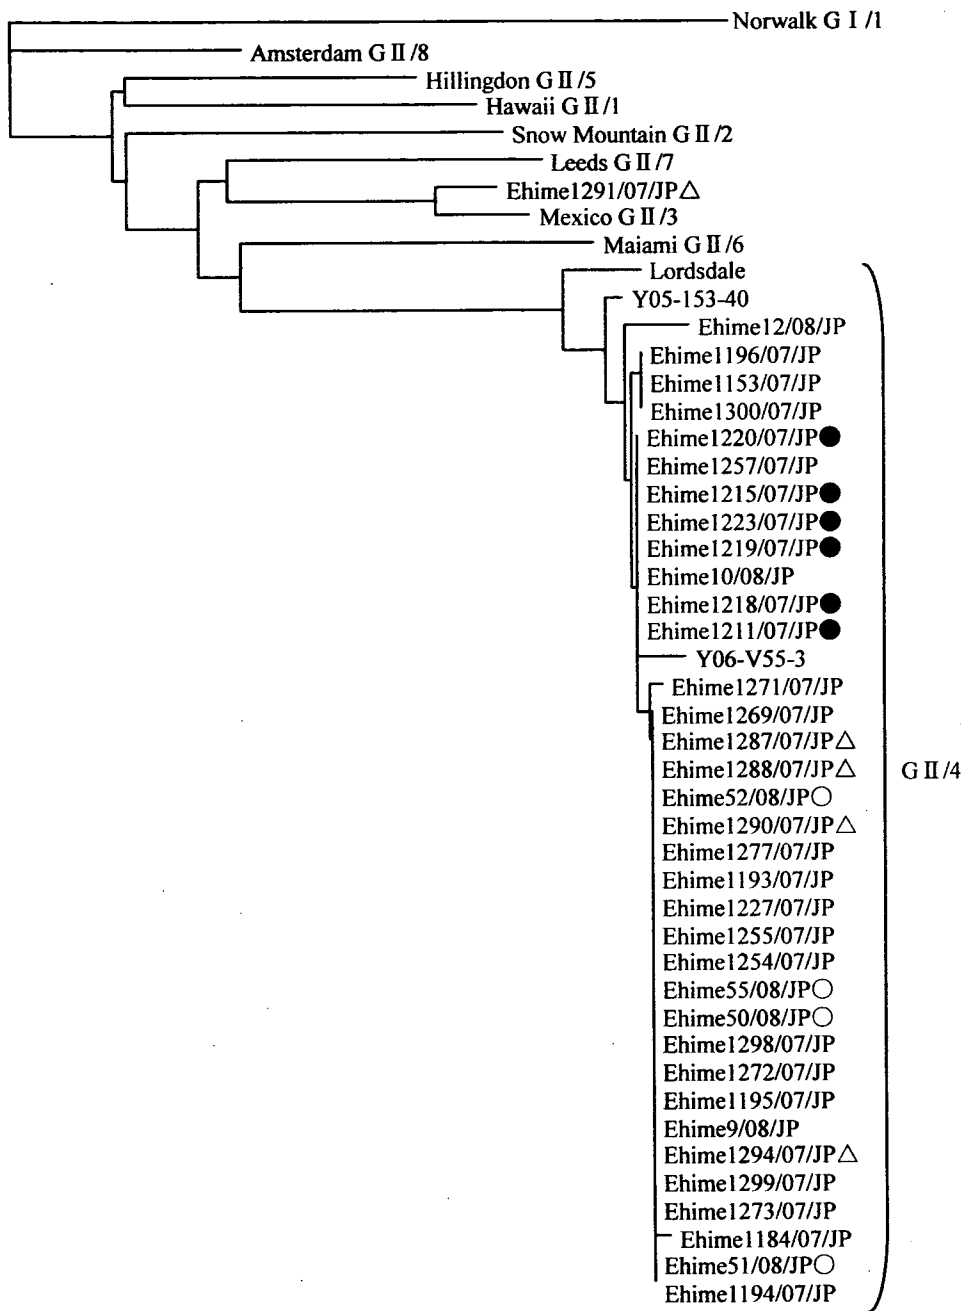 Norwalk G I /1
Amsterdam G II /8
Hillingdon G II /5
Hawaii G II /1
Snow Mountain G II /2
Leeds G II /7
Ehime1291/07/JP△
Mexico G II /3
Maiami G II /6
Lordsdale
Y05-153-40
Ehime12/08/JP
Ehime1196/07/JP
Ehime1153/07/JP
Ehime1300/07/JP
Ehime1220/07/JP●
Ehime1257/07/JP
Ehime1215/07/JP●
Ehime1223/07/JP●
Ehime1219/07/JP●
Ehime10/08/JP
Ehime1218/07/JP●
Ehime1211/07/JP●
Y06-V55-3
Ehime1271/07/JP
Ehime1269/07/JP
Ehime1287/07/JP△
Ehime1288/07/JP△
G II /4
Ehime52/08/JP○
Ehime1290/07/JP△
Ehime1277/07/JP
Ehime1193/07/JP
Ehime1227/07/JP
Ehime1255/07/JP
Ehime1254/07/JP
Ehime55/08/JP○
Ehime50/08/JP○
Ehime1298/07/JP
Ehime1272/07/JP
Ehime1195/07/JP
Ehime9/08/JP
Ehime1294/07/JP△
Ehime1299/07/JP
Ehime1273/07/JP
Ehime1184/07/JP
Ehime51/08/JP○
Ehime1194/07/JP